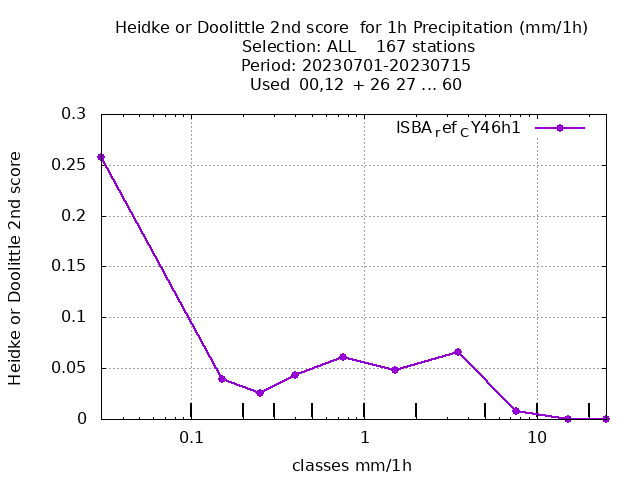 Heidke or Doolittle 2nd score  for 1h Precipitation (mm/1h)
Selection: ALL    167 stations
Period: 20230701-20230715
Used  00,12  + 26 27 ... 60
ISBA_ref_CY46h1
0.3
0.25
0.2
0.15
0.1
0.05
0
Heidke or Doolittle 2nd score
0.1
1
10
classes mm/1h